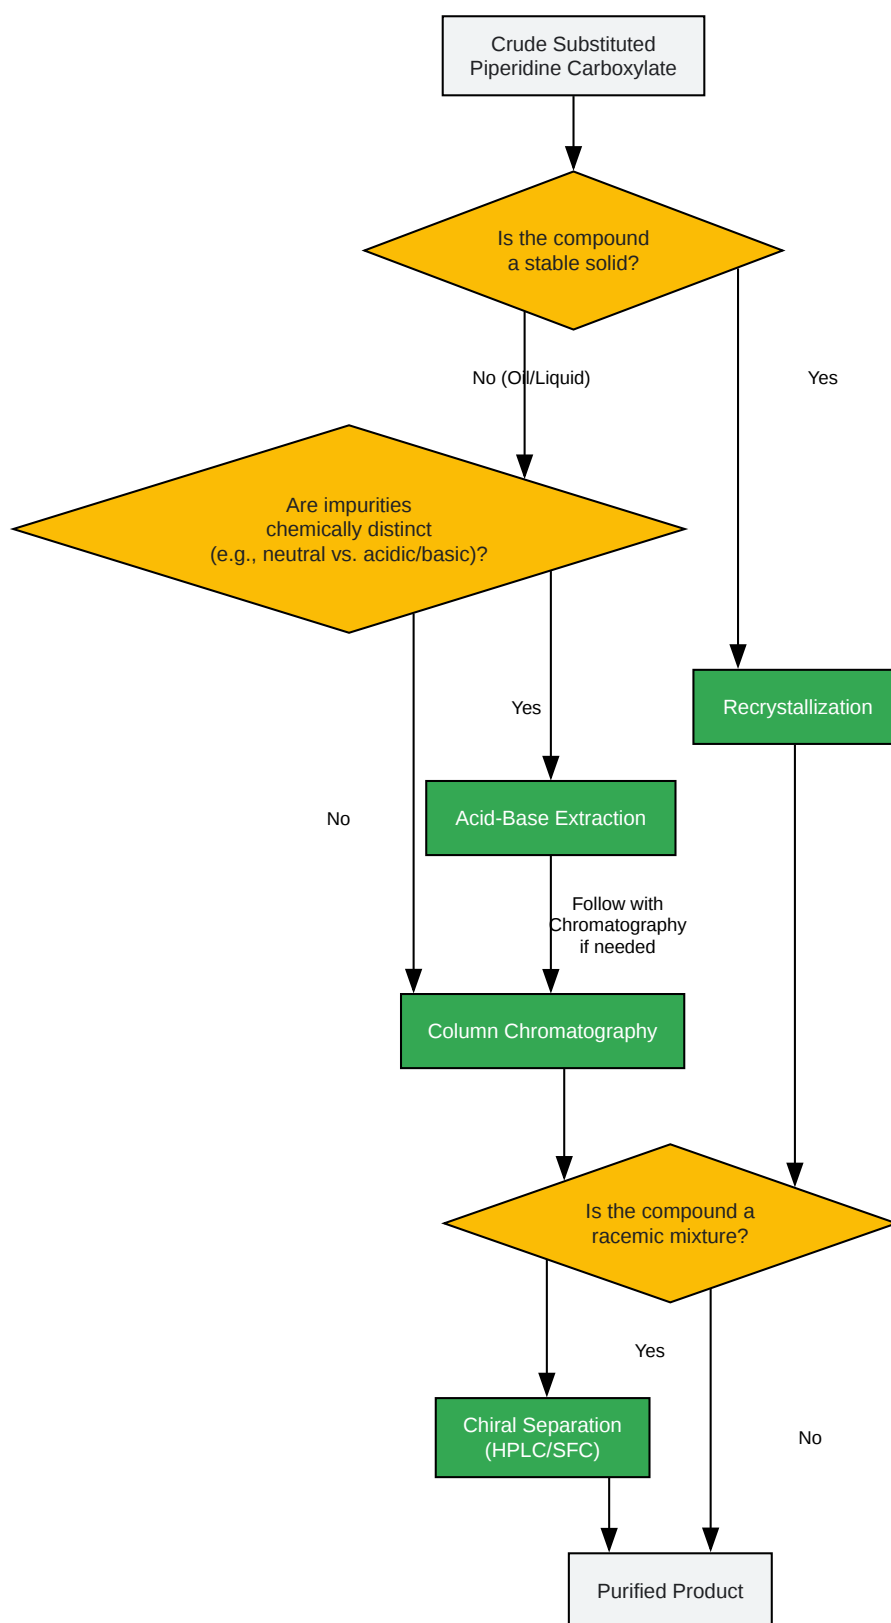 Crude Substituted
Piperidine Carboxylate
Is the compound
a stable solid?
No (Oil/Liquid)
Yes
Are impurities
chemically distinct
(e.g., neutral vs. acidic/basic)?
Yes
Recrystallization
No
Acid-Base Extraction
Follow with
Chromatography
if needed
Column Chromatography
Is the compound a
racemic mixture?
Yes
Chiral Separation
(HPLC/SFC)
No
Purified Product